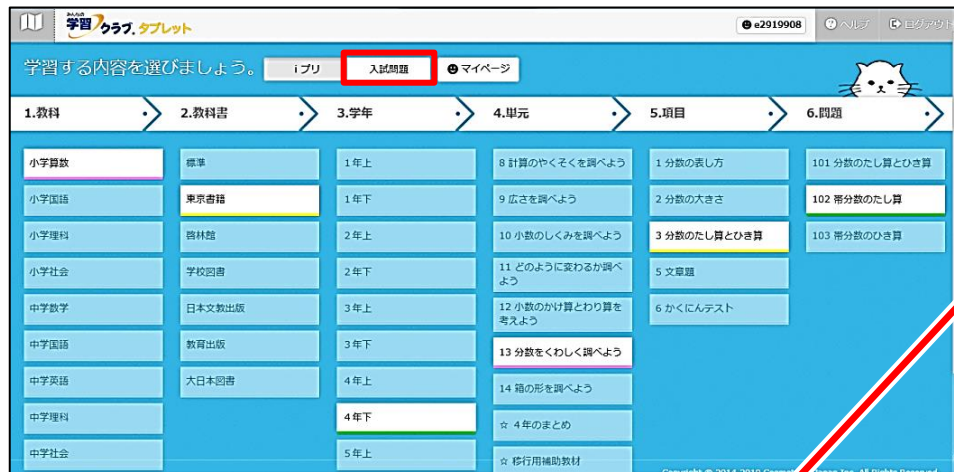 みんなの
学習クラブ.タブレット
e2919908
?ヘルプ
ログアウト
学習する内容を選びましょう。
iプリ
入試問題
マイページ
1.教科
2.教科書
3.学年
4.単元
5.項目
6.問題
小学算数
小学国語
小学理科
小学社会
中学数学
中学国語
中学英語
中学理科
中学社会
標準
東京書籍
啓林館
学校図書
日本文教出版
教育出版
大日本図書
1年上
1年下
2年上
2年下
3年上
3年下
4年上
4年下
5年上
8 計算のやくそくを調べよう
9 広さを調べよう
10 小数のしくみを調べよう
11 どのように変わるか調べ
よう
12 小数のかけ算とわり算を
考えよう
13 分数をくわしく調べよう
14 箱の形を調べよう
☆ 4年のまとめ
☆ 移行用補助教材
1 分数の表し方
2 分数の大きさ
3 分数のたし算とひき算
5 文章題
6 かくにんテスト
101 分数のたし算とひき算
102 帯分数のたし算
103 帯分数のひき算